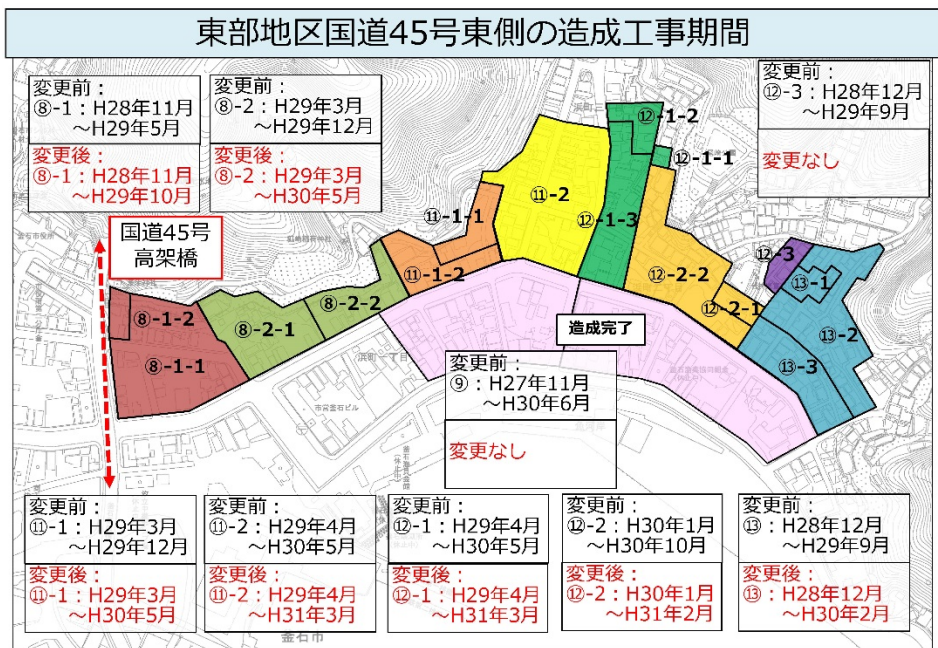 東部地区国道45号東側の造成工事期間
変更前：
⑧-1：H28年11月
～H29年5月
変更後：
⑧-1：H28年11月
～H29年10月
変更前：
⑧-2：H29年3月
～H29年12月
変更後：
⑧-2：H29年3月
～H30年5月
変更前：
⑫-3：H28年12月
～H29年9月
変更なし
国道45号
高架橋
⑧-1-2
⑧-1-1
⑧-2-1
⑧-2-2
⑪-1-1
⑪-1-2
⑪-2
⑫-1-2
⑫-1-1
⑫-1-3
⑫-2-2
⑫-2-1
⑫-3
⑬-1
⑬-2
⑬-3
造成完了
浜町一丁目
市営釜石ビル
変更前：
⑨：H27年11月
～H30年6月
変更なし
変更前：
⑪-1：H29年3月
～H29年12月
変更後：
⑪-1：H29年3月
～H30年5月
変更前：
⑪-2：H29年4月
～H30年5月
変更後：
⑪-2：H29年4月
～H31年3月
変更前：
⑫-1：H29年4月
～H30年5月
変更後：
⑫-1：H29年4月
～H31年3月
変更前：
⑫-2：H30年1月
～H30年10月
変更後：
⑫-2：H30年1月
～H31年2月
変更前：
⑬：H28年12月
～H29年9月
変更後：
⑬：H28年12月
～H30年2月
釜石市